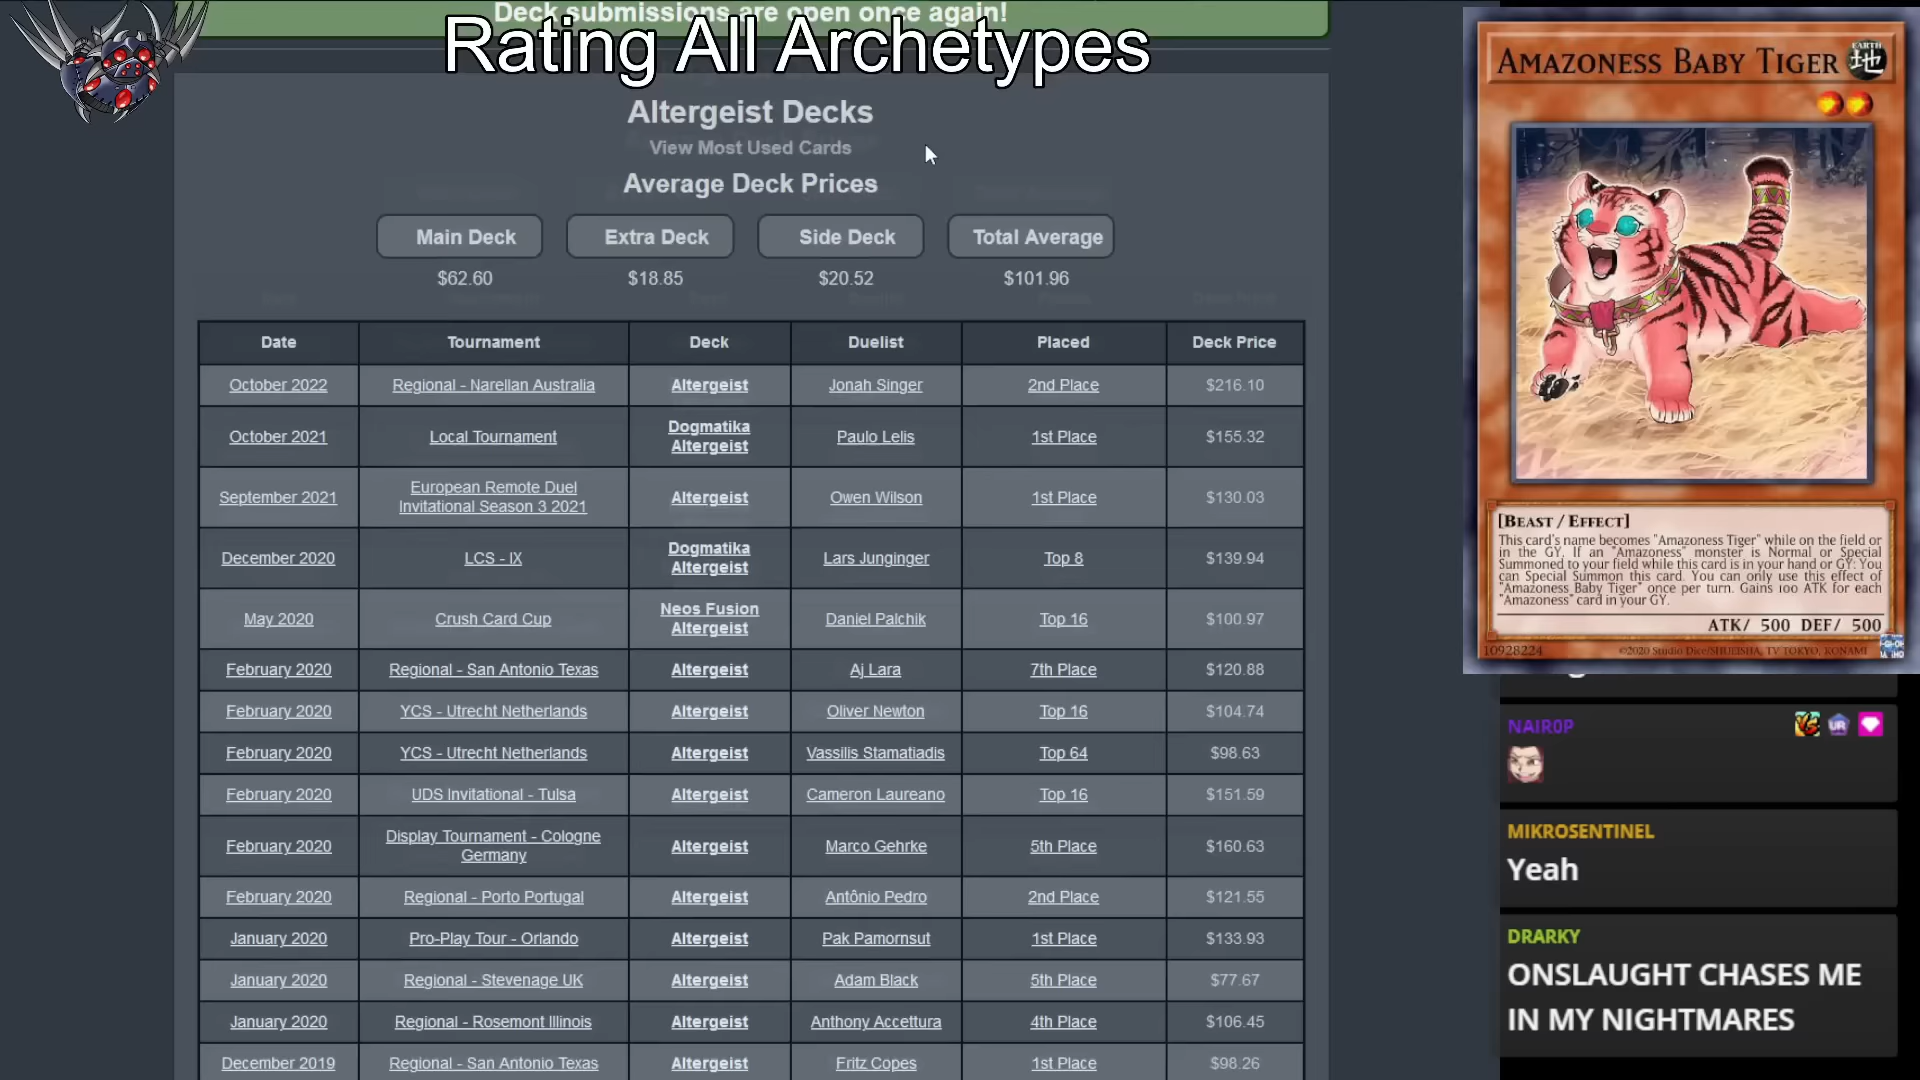 Deck submissions are open once again!
Rating All Archetypes
Altergeist Decks
View Most Used Cards
Average Deck Prices
Main Deck Extra Deck Side Deck Total Average
$62.60 $18.85 $20.52 $101.96
Date Tournament Deck Duelist Placed Deck Price
October 2022 Regional - Narellan Australia Altergeist Jonah Singer 2nd Place $216.10
October 2021 Local Tournament Dogmatika Altergeist Paulo Lelis 1st Place $155.32
September 2021 European Remote Duel Invitational Season 3 2021 Altergeist Owen Wilson 1st Place $130.03
December 2020 LCS - IX Dogmatika Altergeist Lars Junginger Top 8 $139.94
May 2020 Crush Card Cup Neos Fusion Altergeist Daniel Palchik Top 16 $100.97
February 2020 Regional - San Antonio Texas Altergeist Aj Lara 7th Place $120.88
February 2020 YCS - Utrecht Netherlands Altergeist Oliver Newton Top 16 $104.74
February 2020 YCS - Utrecht Netherlands Altergeist Vassilis Stamatiadis Top 64 $98.63
February 2020 UDS Invitational - Tulsa Altergeist Cameron Laureano Top 16 $151.59
February 2020 Display Tournament - Cologne Germany Altergeist Marco Gehrke 5th Place $160.63
February 2020 Regional - Porto Portugal Altergeist Antônio Pedro 2nd Place $121.55
January 2020 Pro-Play Tour - Orlando Altergeist Pak Pamornsut 1st Place $133.93
January 2020 Regional - Stevenage UK Altergeist Adam Black 5th Place $77.67
January 2020 Regional - Rosemont Illinois Altergeist Anthony Accettura 4th Place $106.45
December 2019 Regional - San Antonio Texas Altergeist Fritz Copes 1st Place $98.26
AMAZONESS BABY TIGER
EARTH
地
[BEAST / EFFECT]
This card's name becomes "Amazoness Tiger" while on the field or
in the GY. If an "Amazoness" monster is Normal or Special
Summoned to your field while this card is in your hand or GY: You
can Special Summon this card. You can only use this effect of
"Amazoness Baby Tiger" once per turn. Gains 100 ATK for each
"Amazoness" card in your GY.
ATK/ 500 DEF/ 500
10928224 ©2020 Studio Dice/SHUEISHA, TV TOKYO, KONAMI
NAIR0P
UR
MIKROSENTINEL
Yeah
DRARKY
ONSLAUGHT CHASES ME
IN MY NIGHTMARES